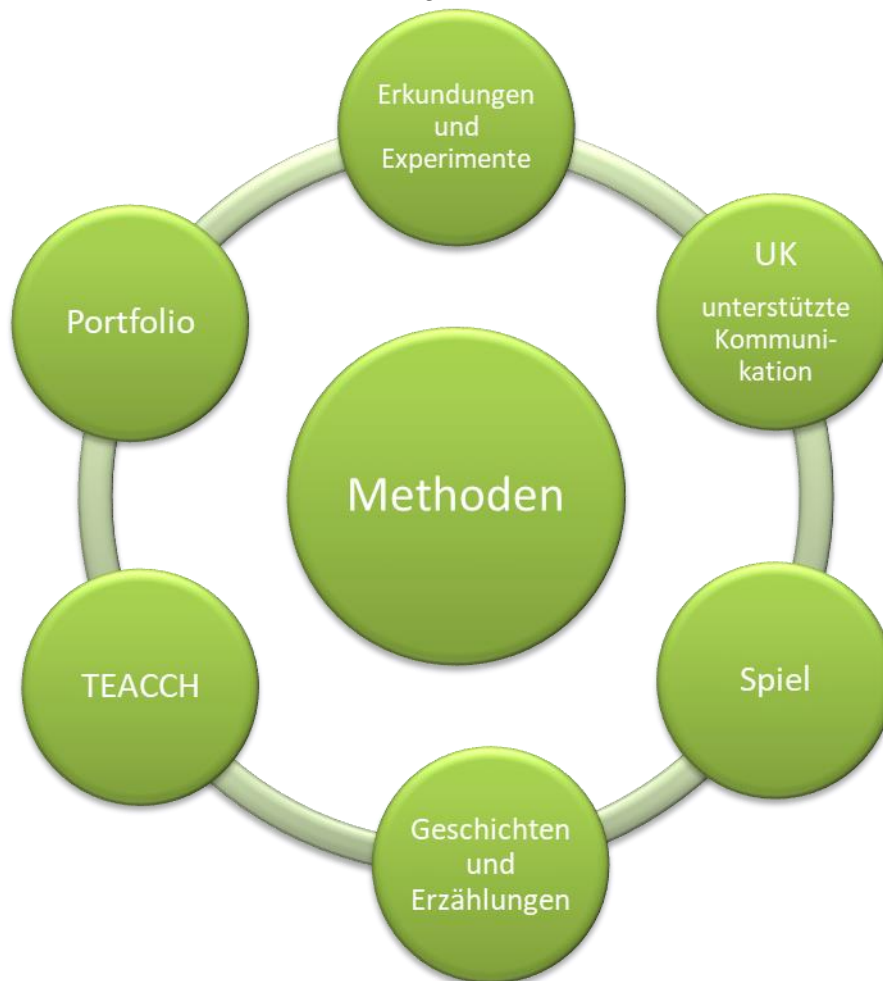 Erkundungen
und
Experimente
UK
unterstützte
Kommuni-
kation
Portfolio
Methoden
TEACCH
Spiel
Geschichten
und
Erzählungen